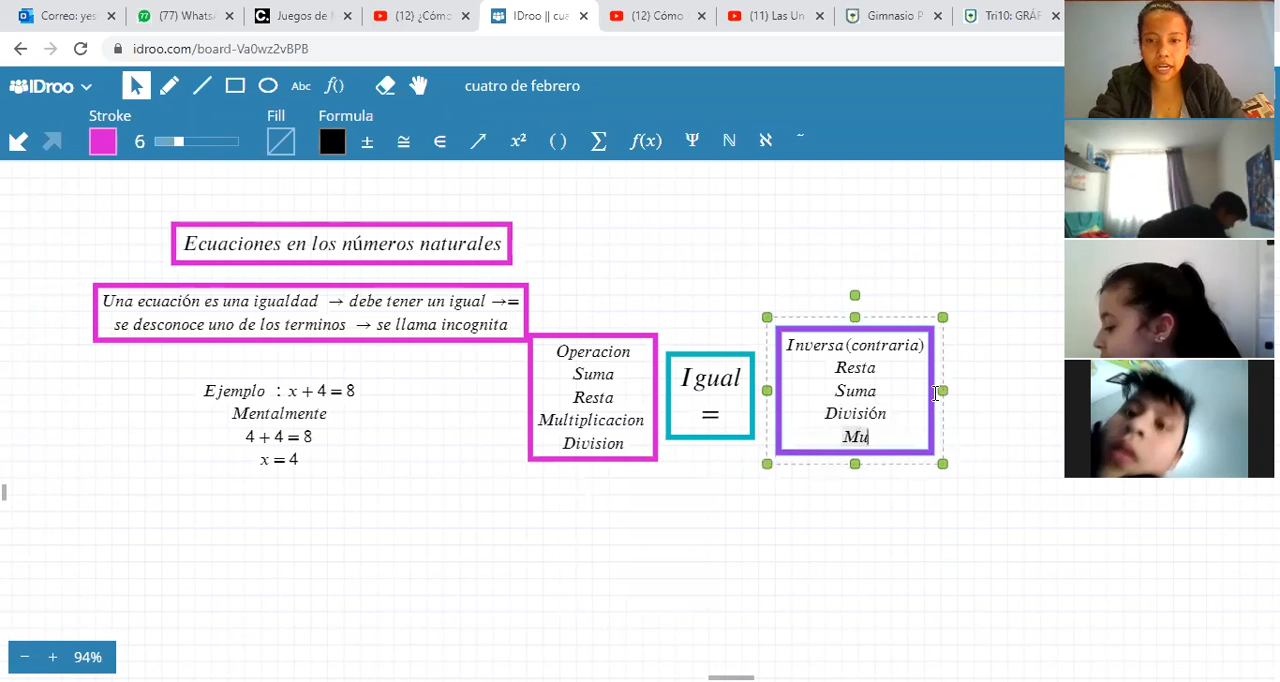 Correo: yes
(77) Whats
Juegos de
(12) ¿Cómo
IDroo || cua
(12) Cómo
(11) Las Un
Gimnasio P
Tri10: GRÁF
idroo.com/board-Va0wz2vBPB
IDroo
Abc
f()
cuatro de febrero
Stroke
Fill
Formula
6
± ≅ ∈ x² ( ) ∑ f(x) Ψ ℕ ℵ ~
Ecuaciones en los números naturales
Una ecuación es una igualdad → debe tener un igual →=
se desconoce uno de los terminos → se llama incognita
Ejemplo : x + 4 = 8
Mentalmente
4 + 4 = 8
x = 4
Operacion
Suma
Resta
Multiplicacion
Division
Igual
=
Inversa (contraria)
Resta
Suma
División
Mu
− + 94%